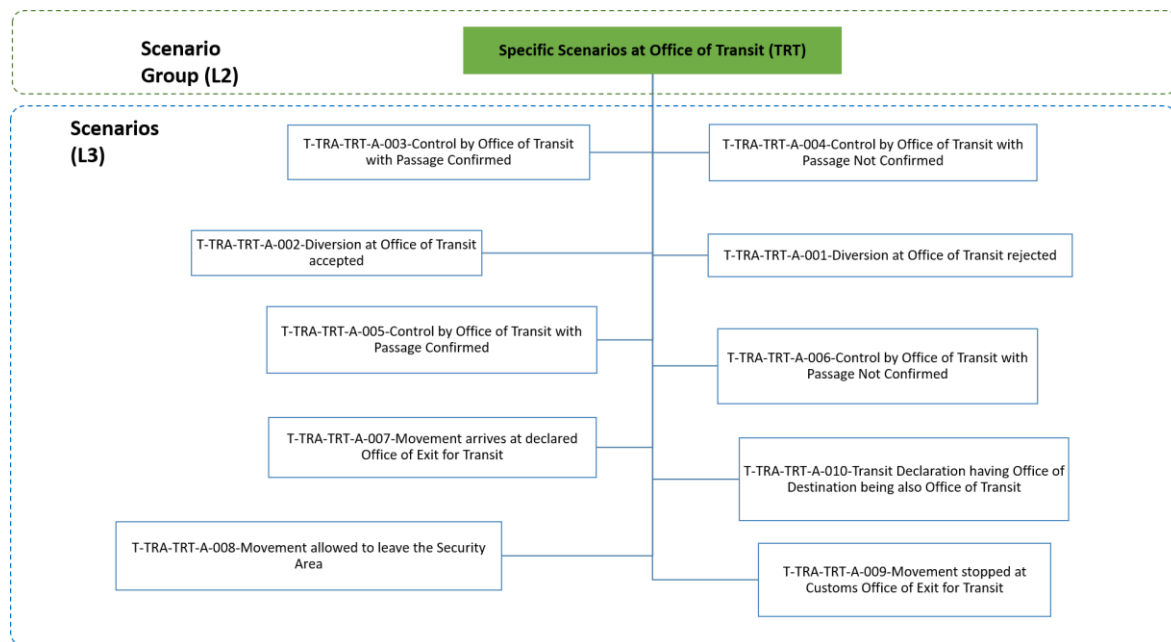 Scenario
Group (L2)
Specific Scenarios at Office of Transit (TRT)
Scenarios
(L3)
T-TRA-TRT-A-003-Control by Office of Transit
with Passage Confirmed
T-TRA-TRT-A-004-Control by Office of Transit with
Passage Not Confirmed
T-TRA-TRT-A-002-Diversion at Office of Transit
accepted
T-TRA-TRT-A-001-Diversion at Office of Transit rejected
T-TRA-TRT-A-005-Control by Office of Transit with
Passage Confirmed
T-TRA-TRT-A-006-Control by Office of Transit with
Passage Not Confirmed
T-TRA-TRT-A-007-Movement arrives at declared
Office of Exit for Transit
T-TRA-TRT-A-010-Transit Declaration having Office of
Destination being also Office of Transit
T-TRA-TRT-A-008-Movement allowed to leave the Security
Area
T-TRA-TRT-A-009-Movement stopped at
Customs Office of Exit for Transit